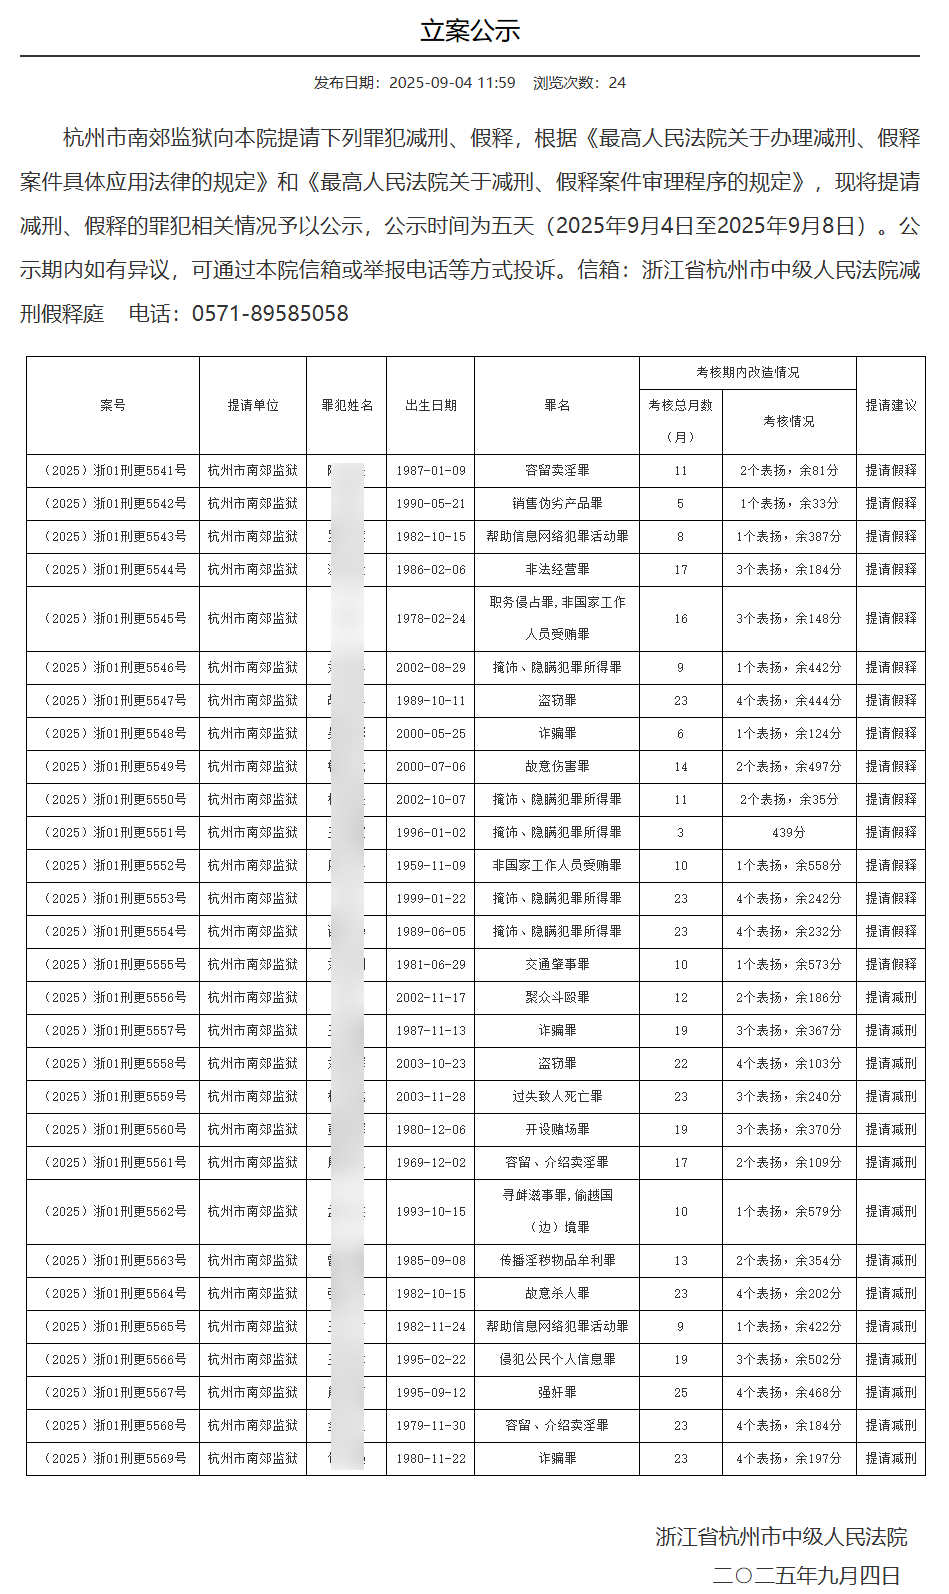 立案公示
发布日期：2025-09-04 11:59 浏览次数：24
杭州市南郊监狱向本院提请下列罪犯减刑、假释，根据《最高人民法院关于办理减刑、假释
案件具体应用法律的规定》和《最高人民法院关于减刑、假释案件审理程序的规定》，现将提请
减刑、假释的罪犯相关情况予以公示，公示时间为五天（2025年9月4日至2025年9月8日）。公
示期内如有异议，可通过本院信箱或举报电话等方式投诉。信箱：浙江省杭州市中级人民法院减
刑假释庭 电话：0571-89585058
案号 提请单位 罪犯姓名 出生日期 罪名 考核期内改造情况 提请建议
考核总月数（月） 考核情况
（2025）浙01刑更5541号 杭州市南郊监狱 1987-01-09 容留卖淫罪 11 2个表扬，余81分 提请假释
（2025）浙01刑更5542号 杭州市南郊监狱 1990-05-21 销售伪劣产品罪 5 1个表扬，余33分 提请假释
（2025）浙01刑更5543号 杭州市南郊监狱 1982-10-15 帮助信息网络犯罪活动罪 8 1个表扬，余387分 提请假释
（2025）浙01刑更5544号 杭州市南郊监狱 1986-02-06 非法经营罪 17 3个表扬，余184分 提请假释
（2025）浙01刑更5545号 杭州市南郊监狱 1978-02-24 职务侵占罪,非国家工作人员受贿罪 16 3个表扬，余148分 提请假释
（2025）浙01刑更5546号 杭州市南郊监狱 2002-08-29 掩饰、隐瞒犯罪所得罪 9 1个表扬，余442分 提请假释
（2025）浙01刑更5547号 杭州市南郊监狱 1989-10-11 盗窃罪 23 4个表扬，余444分 提请假释
（2025）浙01刑更5548号 杭州市南郊监狱 2000-05-25 诈骗罪 6 1个表扬，余124分 提请假释
（2025）浙01刑更5549号 杭州市南郊监狱 2000-07-06 故意伤害罪 14 2个表扬，余497分 提请假释
（2025）浙01刑更5550号 杭州市南郊监狱 2002-10-07 掩饰、隐瞒犯罪所得罪 11 2个表扬，余35分 提请假释
（2025）浙01刑更5551号 杭州市南郊监狱 1996-01-02 掩饰、隐瞒犯罪所得罪 3 439分 提请假释
（2025）浙01刑更5552号 杭州市南郊监狱 1959-11-09 非国家工作人员受贿罪 10 1个表扬，余558分 提请假释
（2025）浙01刑更5553号 杭州市南郊监狱 1999-01-22 掩饰、隐瞒犯罪所得罪 23 4个表扬，余242分 提请假释
（2025）浙01刑更5554号 杭州市南郊监狱 1989-06-05 掩饰、隐瞒犯罪所得罪 23 4个表扬，余232分 提请假释
（2025）浙01刑更5555号 杭州市南郊监狱 1981-06-29 交通肇事罪 10 1个表扬，余573分 提请假释
（2025）浙01刑更5556号 杭州市南郊监狱 2002-11-17 聚众斗殴罪 12 2个表扬，余186分 提请减刑
（2025）浙01刑更5557号 杭州市南郊监狱 1987-11-13 诈骗罪 19 3个表扬，余367分 提请减刑
（2025）浙01刑更5558号 杭州市南郊监狱 2003-10-23 盗窃罪 22 4个表扬，余103分 提请减刑
（2025）浙01刑更5559号 杭州市南郊监狱 2003-11-28 过失致人死亡罪 23 3个表扬，余240分 提请减刑
（2025）浙01刑更5560号 杭州市南郊监狱 1980-12-06 开设赌场罪 19 3个表扬，余370分 提请减刑
（2025）浙01刑更5561号 杭州市南郊监狱 1969-12-02 容留、介绍卖淫罪 17 2个表扬，余109分 提请减刑
（2025）浙01刑更5562号 杭州市南郊监狱 1993-10-15 寻衅滋事罪,偷越国（边）境罪 10 1个表扬，余579分 提请减刑
（2025）浙01刑更5563号 杭州市南郊监狱 1985-09-08 传播淫秽物品牟利罪 13 2个表扬，余354分 提请减刑
（2025）浙01刑更5564号 杭州市南郊监狱 1982-10-15 故意杀人罪 23 4个表扬，余202分 提请减刑
（2025）浙01刑更5565号 杭州市南郊监狱 1982-11-24 帮助信息网络犯罪活动罪 9 1个表扬，余422分 提请减刑
（2025）浙01刑更5566号 杭州市南郊监狱 1995-02-22 侵犯公民个人信息罪 19 3个表扬，余502分 提请减刑
（2025）浙01刑更5567号 杭州市南郊监狱 1995-09-12 强奸罪 25 4个表扬，余468分 提请减刑
（2025）浙01刑更5568号 杭州市南郊监狱 1979-11-30 容留、介绍卖淫罪 23 4个表扬，余184分 提请减刑
（2025）浙01刑更5569号 杭州市南郊监狱 1980-11-22 诈骗罪 23 4个表扬，余197分 提请减刑
浙江省杭州市中级人民法院
二〇二五年九月四日